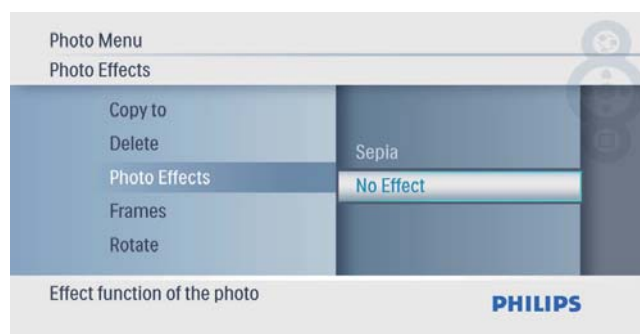 Photo Menu
Photo Effects
Copy to
Delete
Photo Effects
Frames
Rotate
Sepia
No Effect
Effect function of the photo
PHILIPS